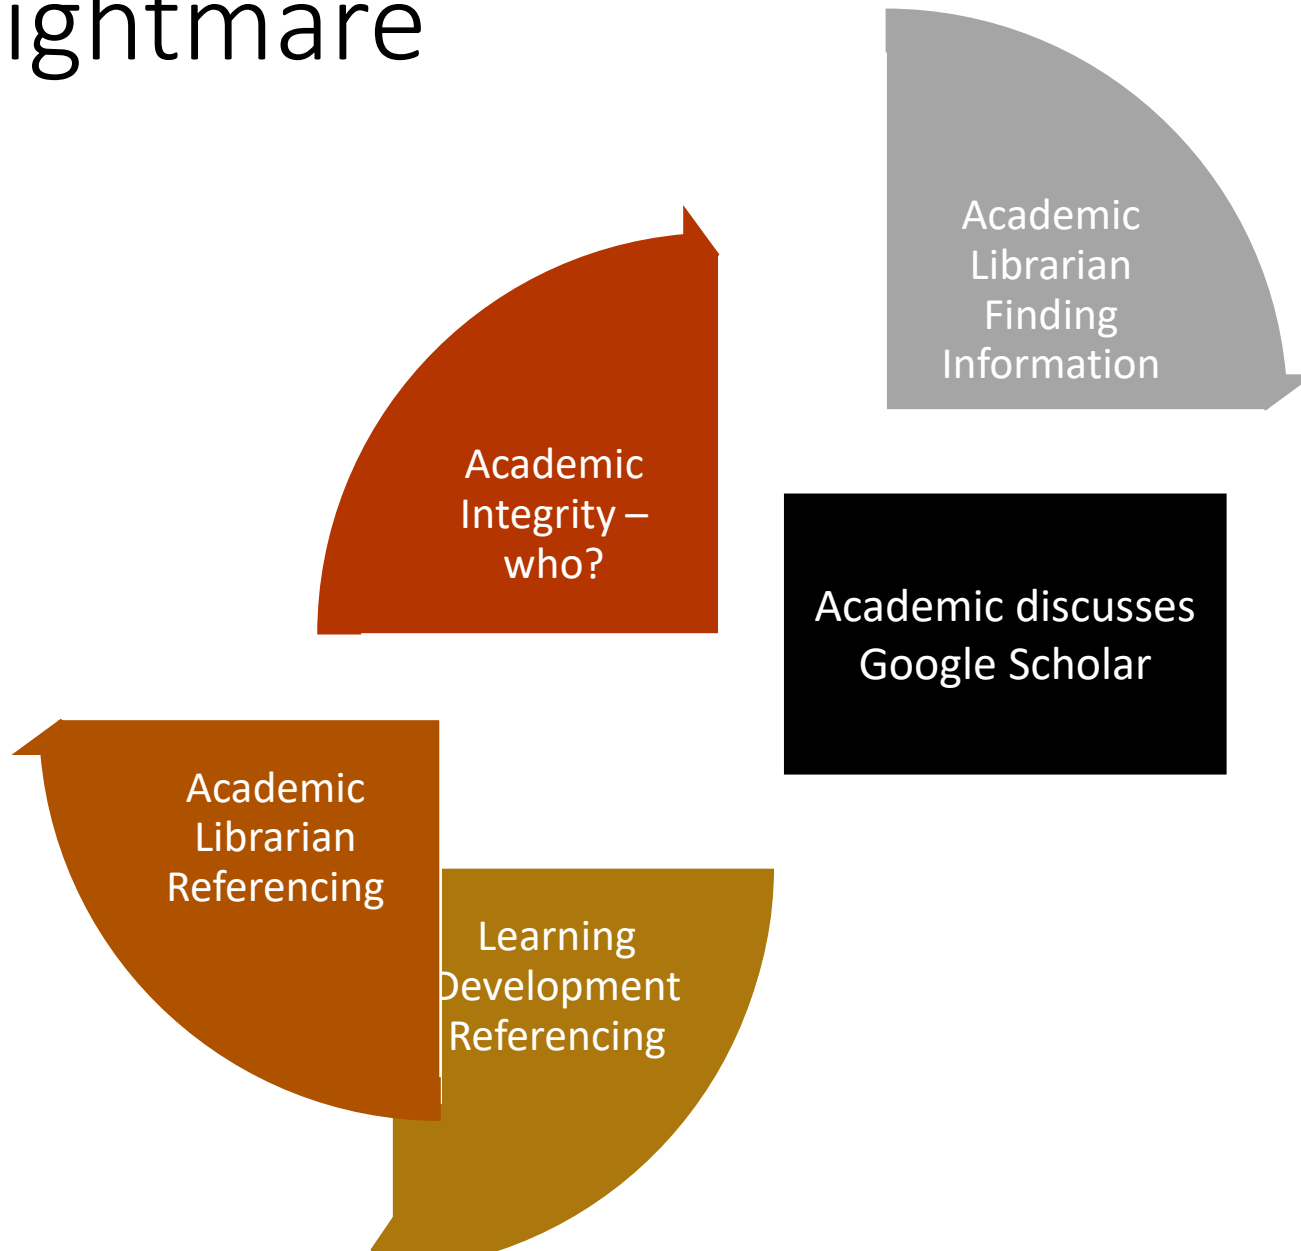 ightmare
Academic
Librarian
Finding
Information
Academic
Integrity –
who?
Academic discusses
Google Scholar
Academic
Librarian
Referencing
Learning
Development
Referencing